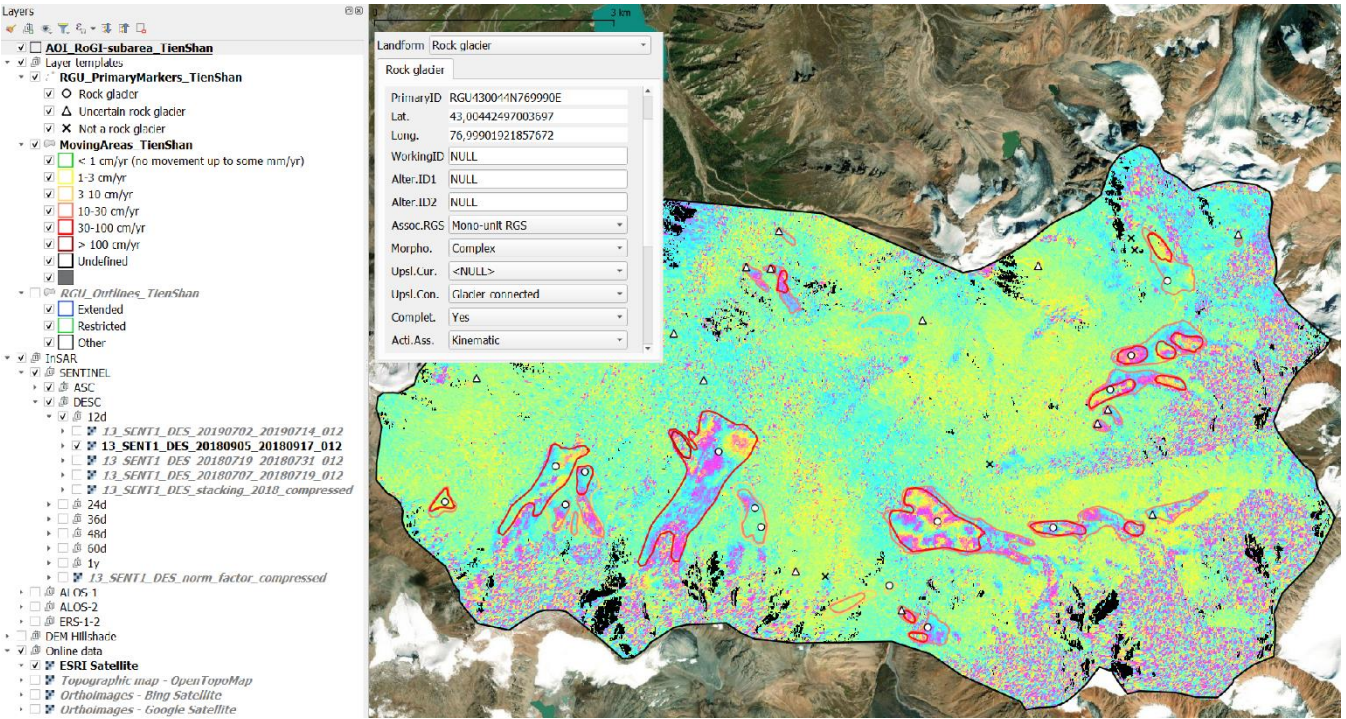 Layers
AOI_RoGI-subarea_TienShan
Layer templates
RGU_PrimaryMarkers_TienShan
Rock glacier
Uncertain rock glacier
Not a rock glacier
MovingAreas_TienShan
< 1 cm/yr (no movement up to some mm/yr)
1-3 cm/yr
3-10 cm/yr
10-30 cm/yr
30-100 cm/yr
> 100 cm/yr
Undefined
RGU_Outlines_TienShan
Extended
Restricted
Other
InSAR
SENTINEL
ASC
DESC
12d
13_SENT1_DES_20190702_20190714_012
13_SENT1_DES_20180905_20180917_012
13_SENT1_DES_20180719_20180731_012
13_SENT1_DES_20180707_20180719_012
13_SENT1_DES_stacking_2018_compressed
24d
36d
48d
60d
1y
13_SENT1_DES_norm_factor_compressed
ALOS-1
ALOS-2
ERS-1-2
DEM Hillshade
Online data
ESRI Satellite
Topographic map - OpenTopoMap
Orthoimages - Bing Satellite
Orthoimages - Google Satellite
0 3 km
Landform Rock glacier
Rock glacier
PrimaryID RGU430044N769990E
Lat. 43,00442497003697
Long. 76,99901921857672
WorkingID NULL
Alter.ID1 NULL
Alter.ID2 NULL
Assoc.RGS Mono-unit RGS
Morpho. Complex
Upsl.Cur. <NULL>
Upsl.Con. Glacier connected
Complet. Yes
Acti.Ass. Kinematic